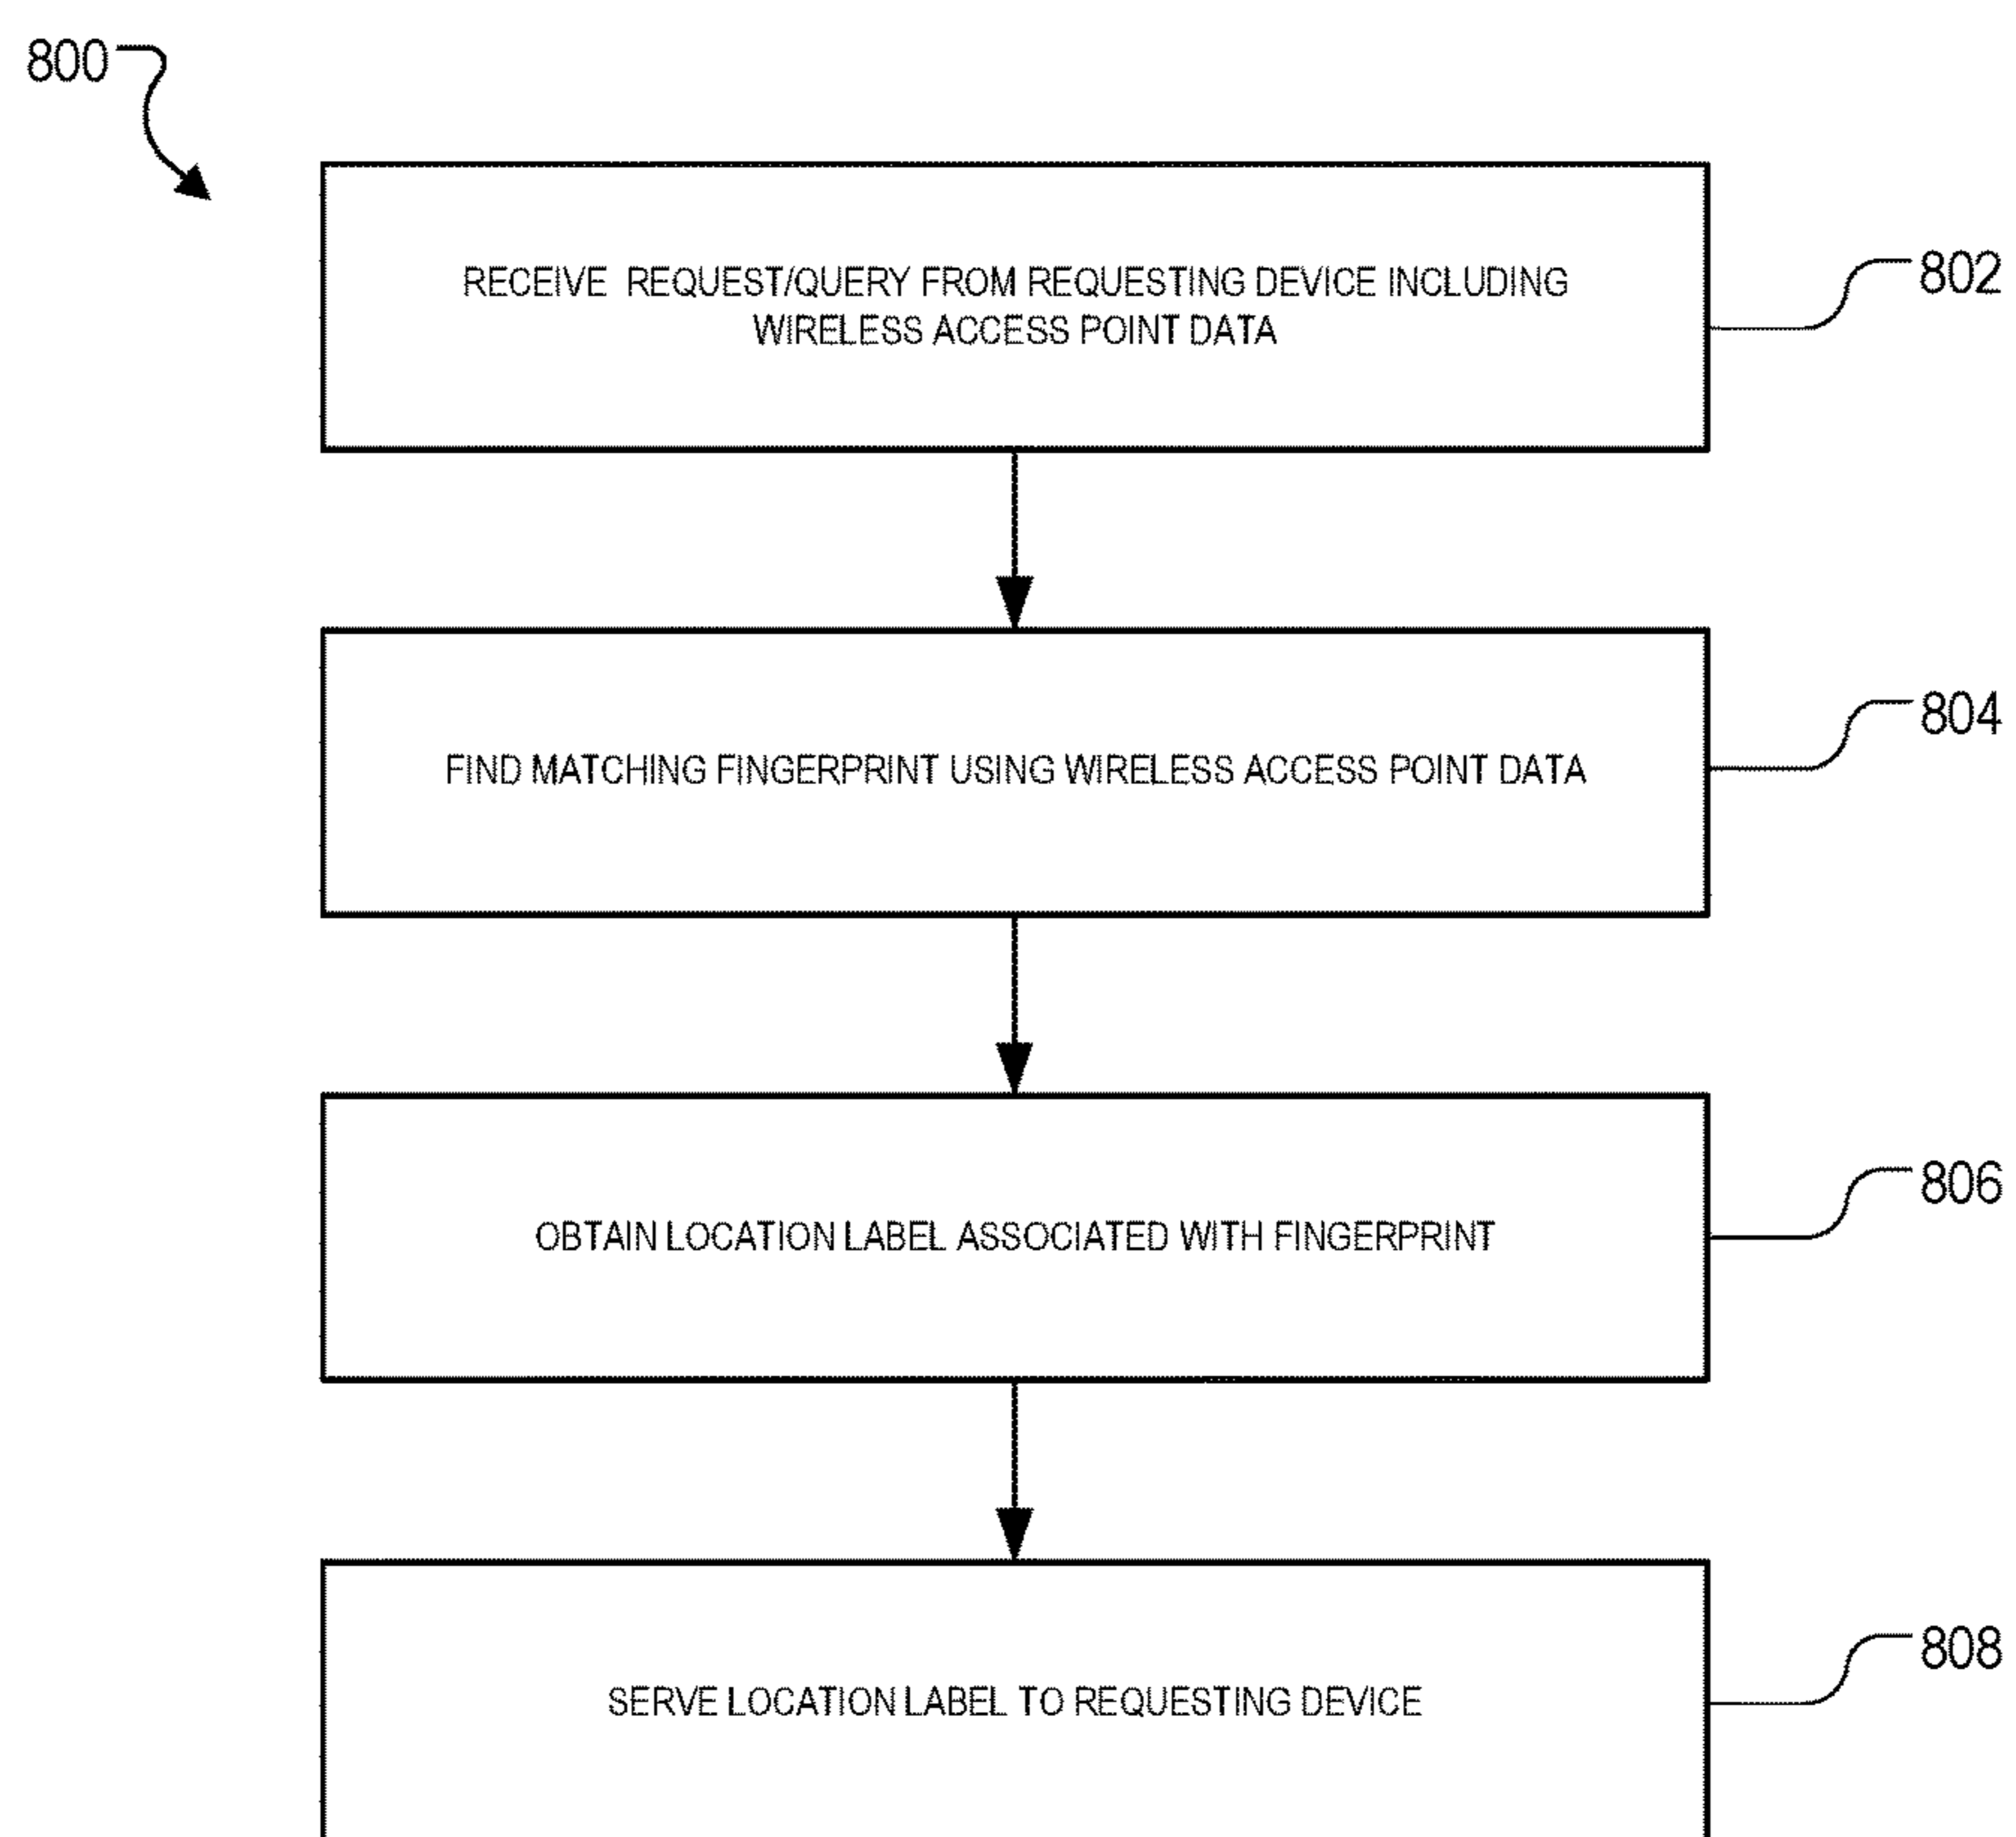 800
RECEIVE REQUEST/QUERY FROM REQUESTING DEVICE INCLUDING
WIRELESS ACCESS POINT DATA
802
FIND MATCHING FINGERPRINT USING WIRELESS ACCESS POINT DATA
804
OBTAIN LOCATION LABEL ASSOCIATED WITH FINGERPRINT
806
SERVE LOCATION LABEL TO REQUESTING DEVICE
808